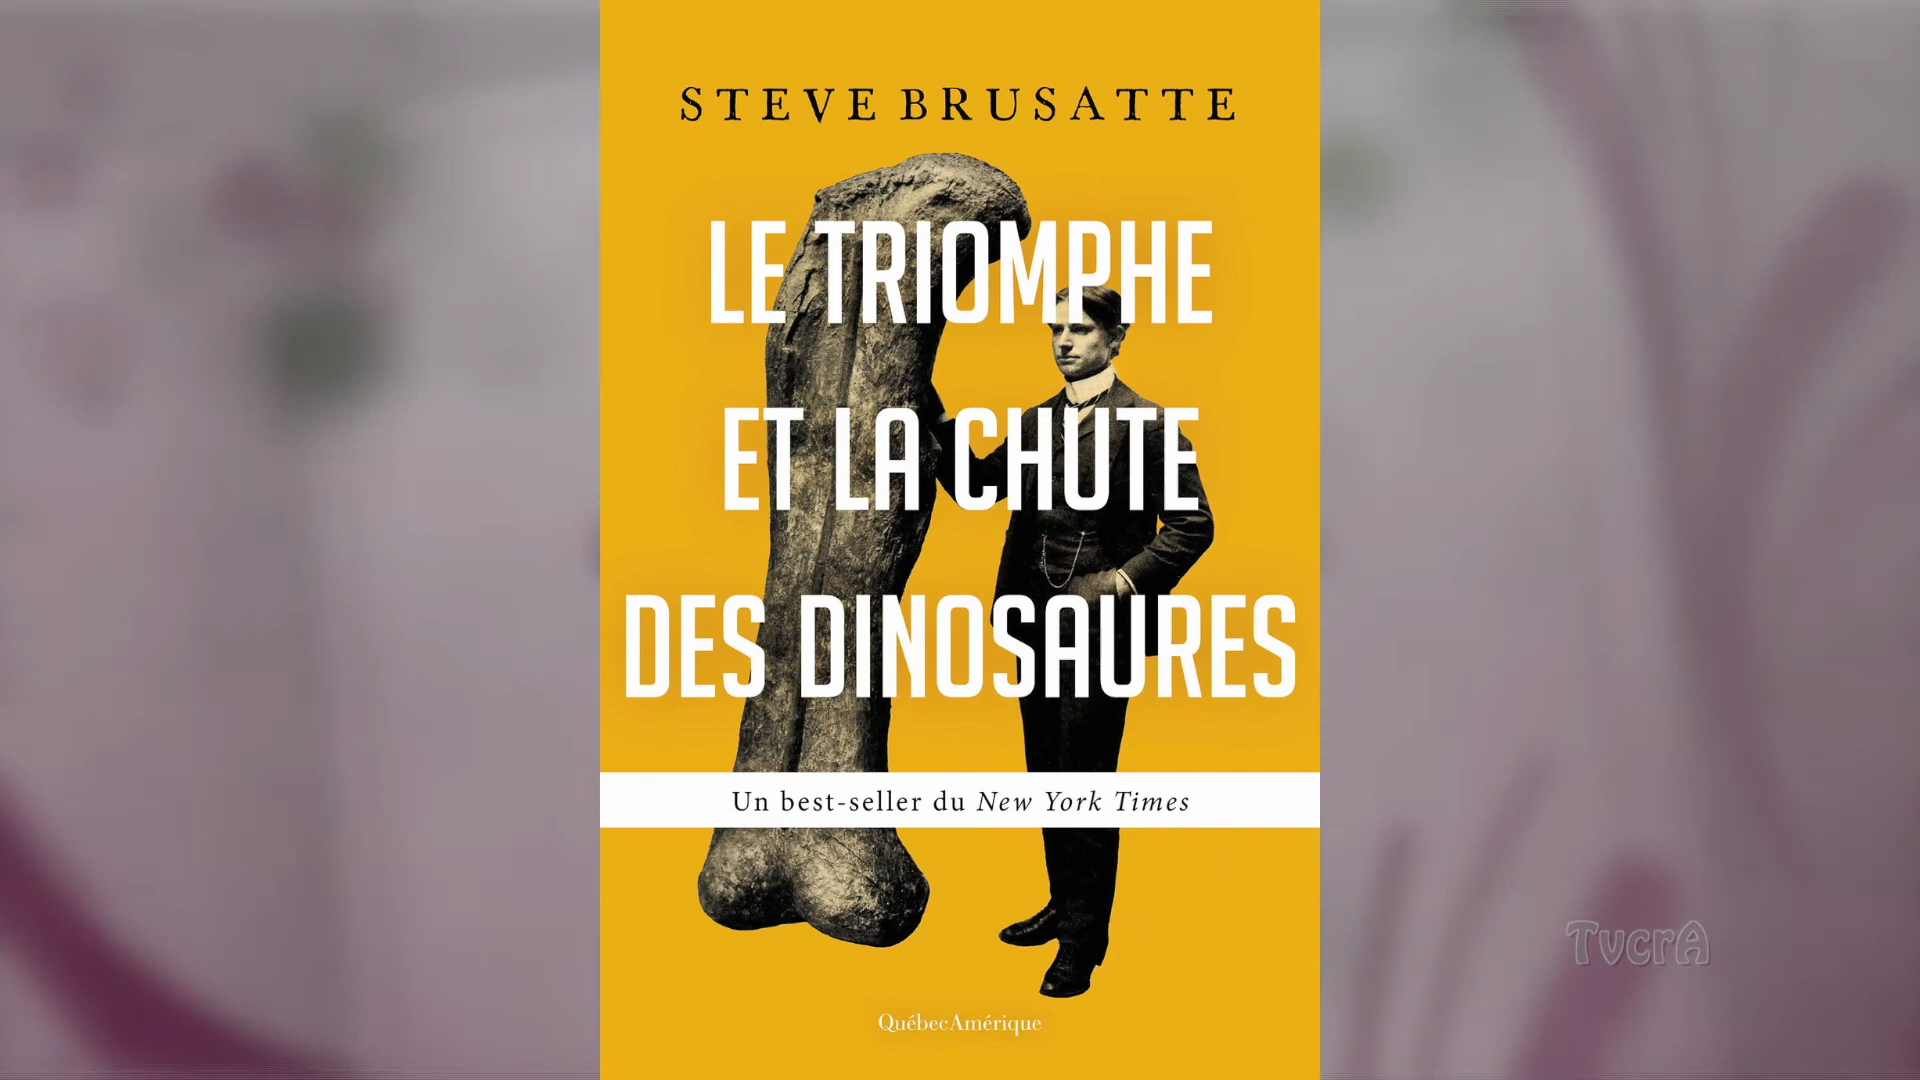 STEVE BRUSATTE
LE TRIOMPHE
ET LA CHUTE
DES DINOSAURES
Un best-seller du New York Times
QuébecAmérique
TvcrA